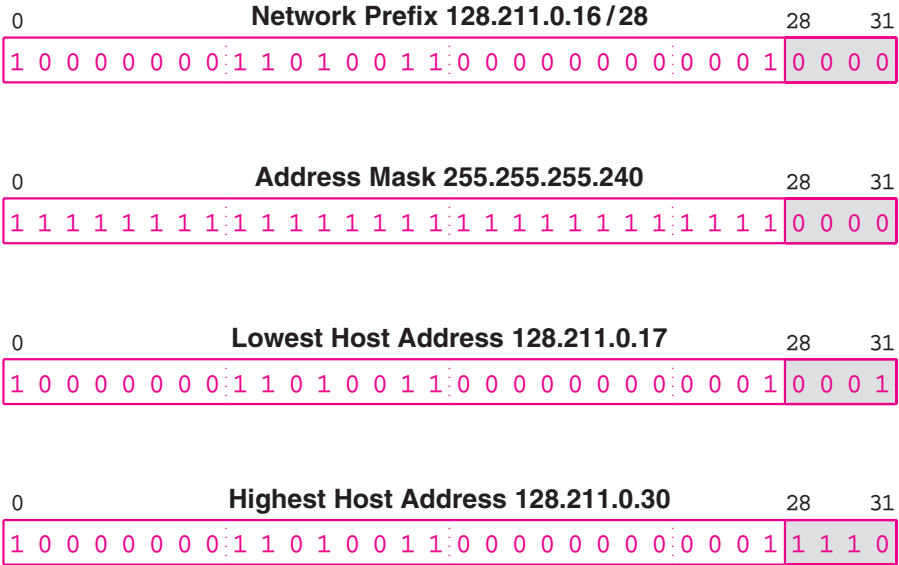 Network Prefix 128.211.0.16 / 28
0 28 31
1 0 0 0 0 0 0 0 1 1 0 1 0 0 1 1 0 0 0 0 0 0 0 0 0 0 0 1 0 0 0 0
Address Mask 255.255.255.240
0 28 31
1 1 1 1 1 1 1 1 1 1 1 1 1 1 1 1 1 1 1 1 1 1 1 1 1 1 1 1 0 0 0 0
Lowest Host Address 128.211.0.17
0 28 31
1 0 0 0 0 0 0 0 1 1 0 1 0 0 1 1 0 0 0 0 0 0 0 0 0 0 0 1 0 0 0 1
Highest Host Address 128.211.0.30
0 28 31
1 0 0 0 0 0 0 0 1 1 0 1 0 0 1 1 0 0 0 0 0 0 0 0 0 0 0 1 1 1 1 0